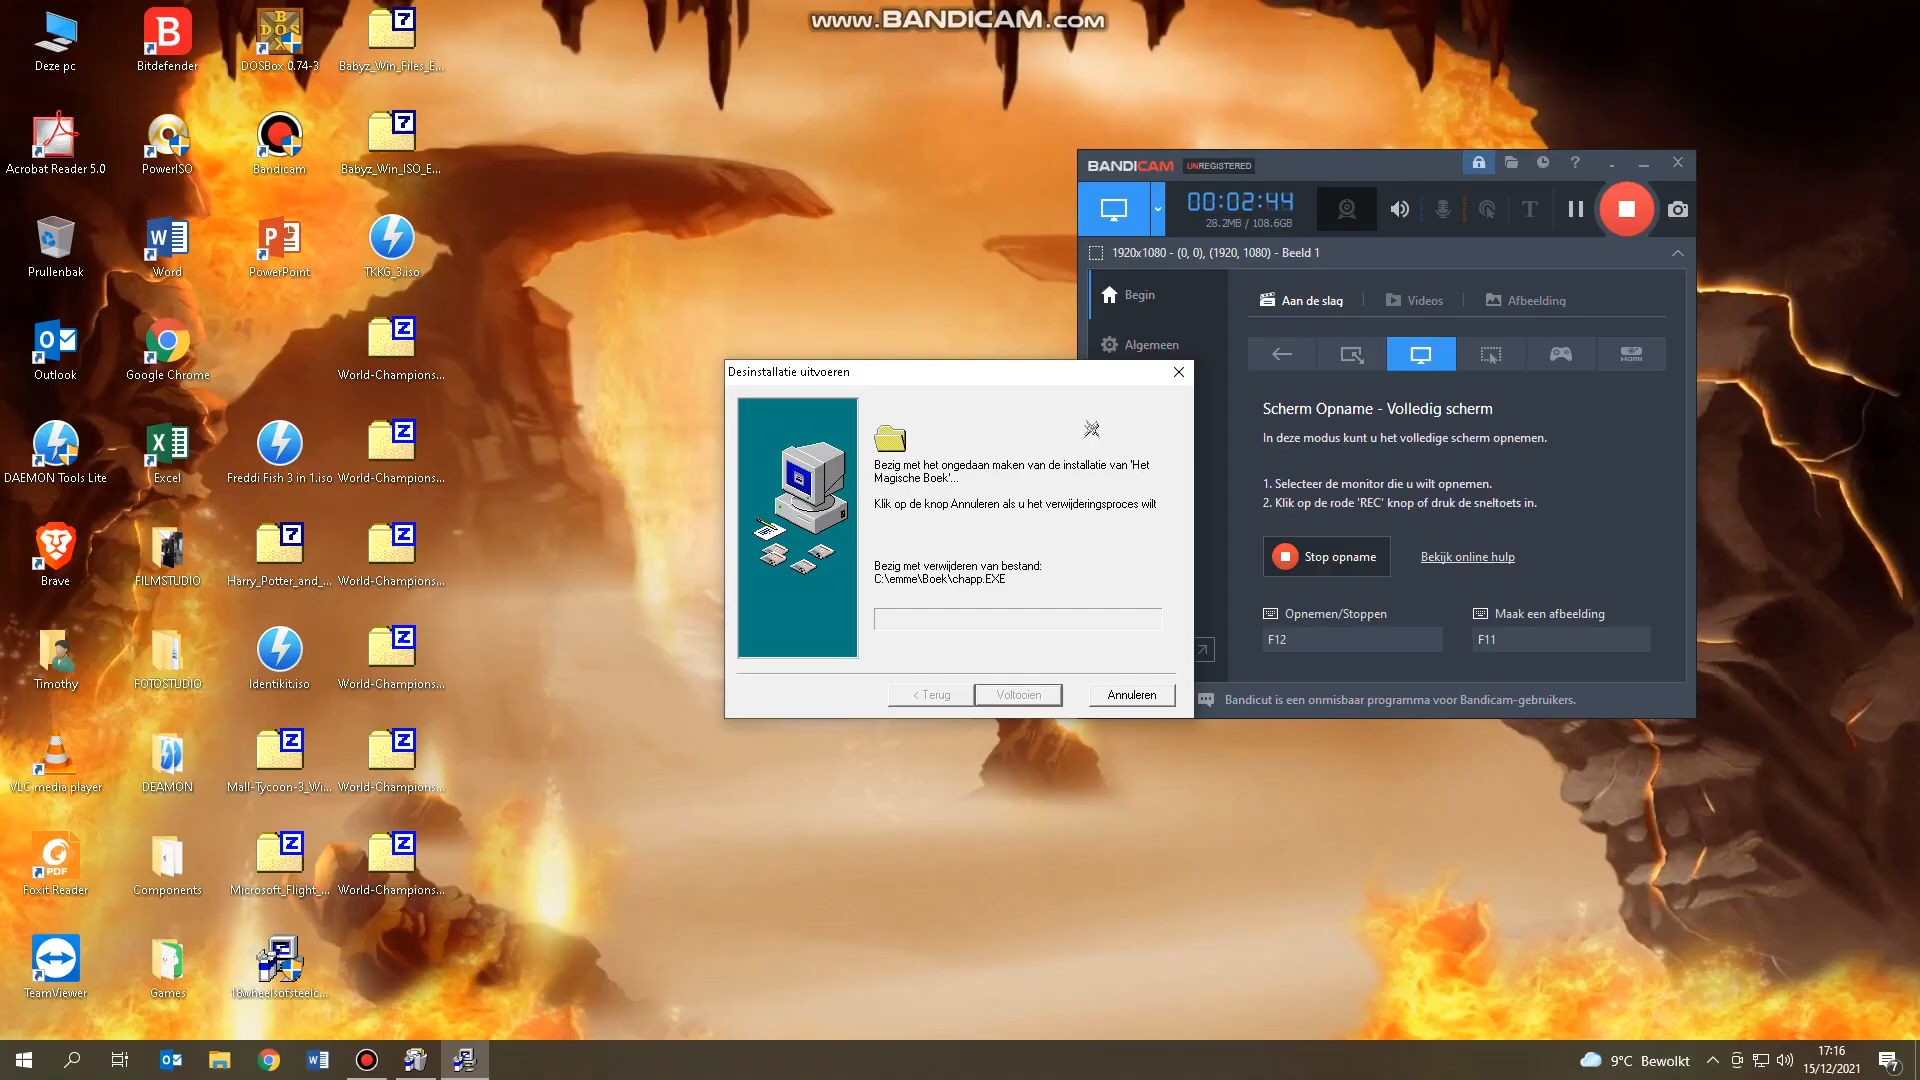 www.BANDICAM.com
Deze pc
Bitdefender
DOSBox 0.74-3
Babyz_Win_Files_E...
Acrobat Reader 5.0
PowerISO
Bandicam
Babyz_Win_ISO_E...
Prullenbak
Word
PowerPoint
TKKG_3.iso
Outlook
Google Chrome
World-Champions...
DAEMON Tools Lite
Excel
Freddi Fish 3 in 1.iso
World-Champions...
Brave
FILMSTUDIO
Harry_Potter_and_...
World-Champions...
Timothy
FOTOSTUDIO
Identikit.iso
World-Champions...
VLC media player
DEAMON
Mall-Tycoon-3_Wi...
World-Champions...
Foxit Reader
Components
Microsoft_Flight_...
World-Champions...
TeamViewer
Games
18wheelsofsteelc...
BANDICAM UNREGISTERED
00:02:44
28.2MB / 108.6GB
1920x1080 - (0, 0), (1920, 1080) - Beeld 1
Begin
Algemeen
Aan de slag
Videos
Afbeelding
HDMI
Scherm Opname - Volledig scherm
In deze modus kunt u het volledige scherm opnemen.
1. Selecteer de monitor die u wilt opnemen.
2. Klik op de rode 'REC' knop of druk de sneltoets in.
Stop opname
Bekijk online hulp
Opnemen/Stoppen
Maak een afbeelding
F12
F11
Bandicut is een onmisbaar programma voor Bandicam-gebruikers.
Desinstallatie uitvoeren
Bezig met het ongedaan maken van de installatie van 'Het
Magische Boek'...
Klik op de knop Annuleren als u het verwijderingsproces wilt
Bezig met verwijderen van bestand:
C:\emme\Boek\chapp.EXE
< Terug
Voltooien
Annuleren
9°C Bewolkt
17:16
15/12/2021
7